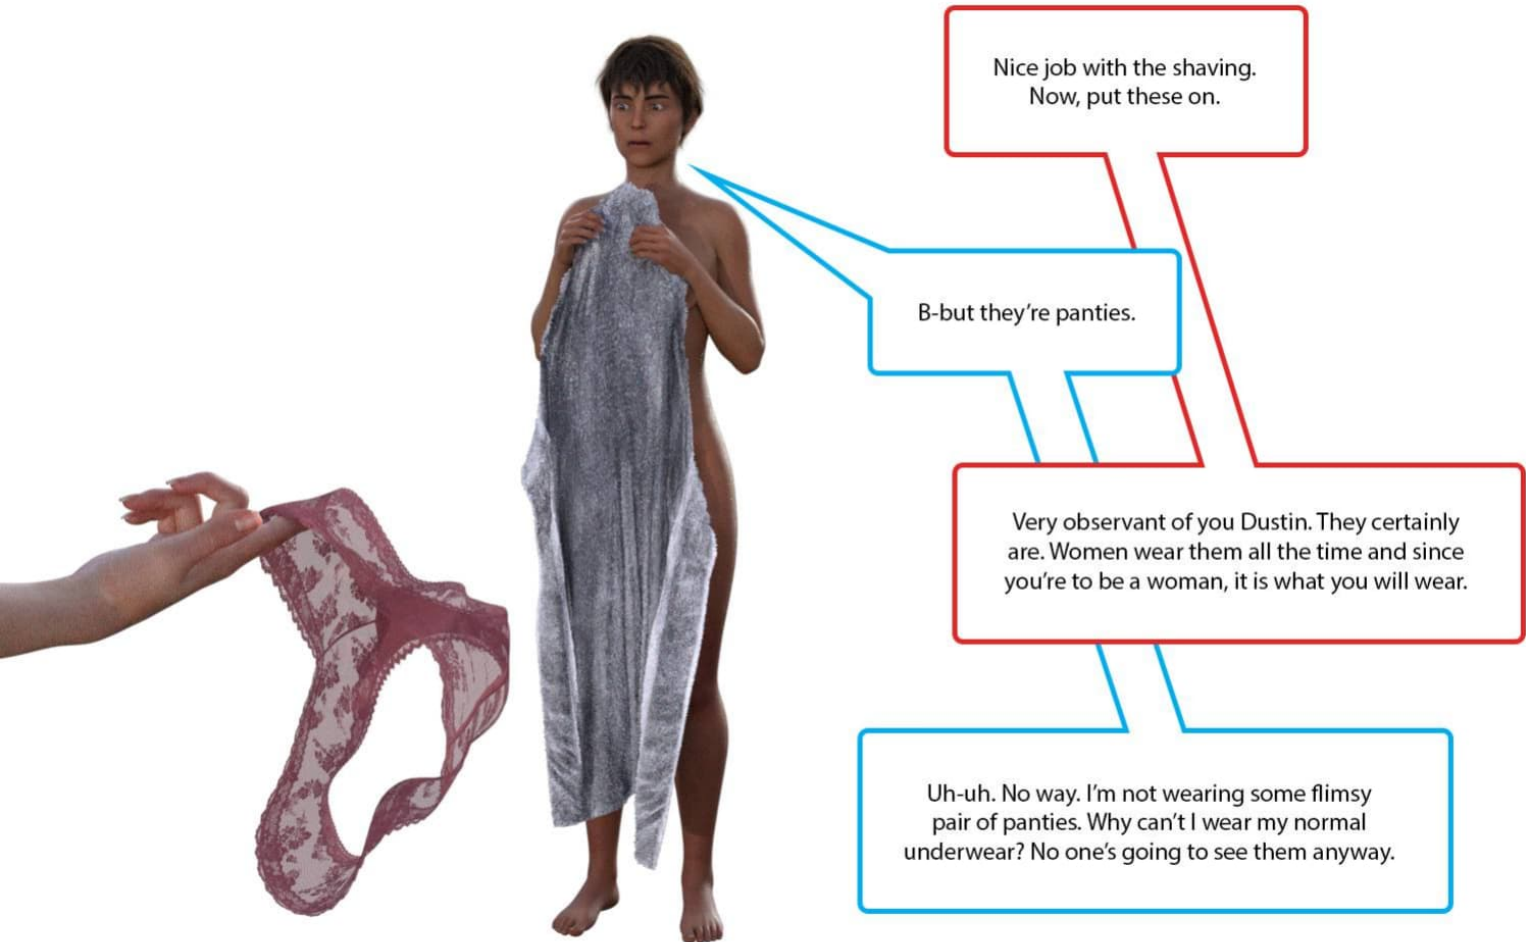 Nice job with the shaving.
Now, put these on.
B-but they're panties.
Very observant of you Dustin. They certainly
are. Women wear them all the time and since
you're to be a woman, it is what you will wear.
Uh-uh. No way. I'm not wearing some flimsy
pair of panties. Why can't I wear my normal
underwear? No one's going to see them anyway.